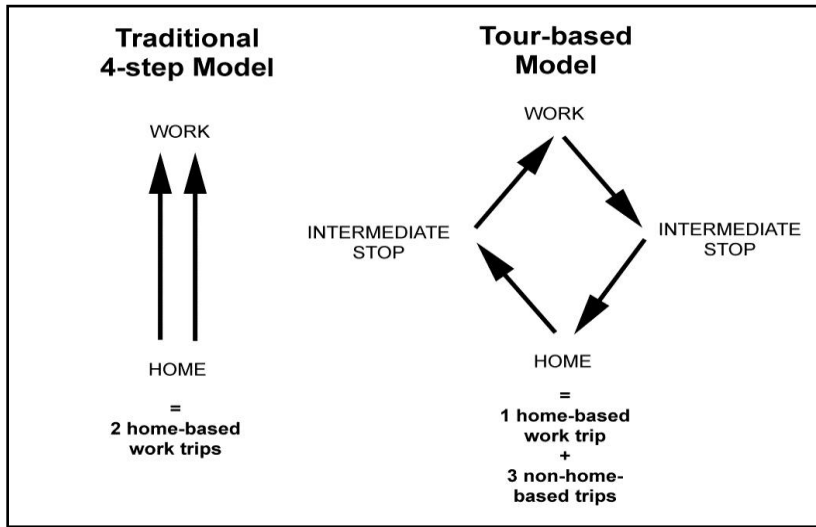 Traditional
4-step Model
WORK
HOME
=
2 home-based
work trips
Tour-based
Model
WORK
INTERMEDIATE
STOP
INTERMEDIATE
STOP
HOME
=
1 home-based
work trip
+
3 non-home-
based trips